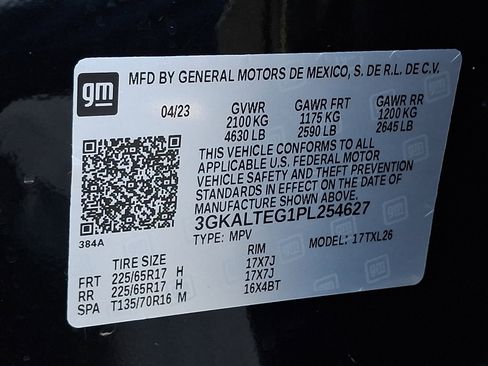 gm
MFD BY GENERAL MOTORS DE MEXICO, S. DE R.L. DE C.V.
04/23 GVWR GAWR FRT GAWR RR
2100 KG 1175 KG 1200 KG
4630 LB 2590 LB 2645 LB
THIS VEHICLE CONFORMS TO ALL
APPLICABLE U.S. FEDERAL MOTOR
VEHICLE SAFETY AND THEFT PREVENTION
STANDARDS IN EFFECT ON THE DATE OF
MANUFACTURE SHOWN ABOVE.
3GKALTEG1PL254627
384A
TYPE: MPV MODEL: 17TXL26
TIRE SIZE RIM
FRT 225/65R17 H 17X7J
RR 225/65R17 H 17X7J
SPA T135/70R16 M 16X4BT